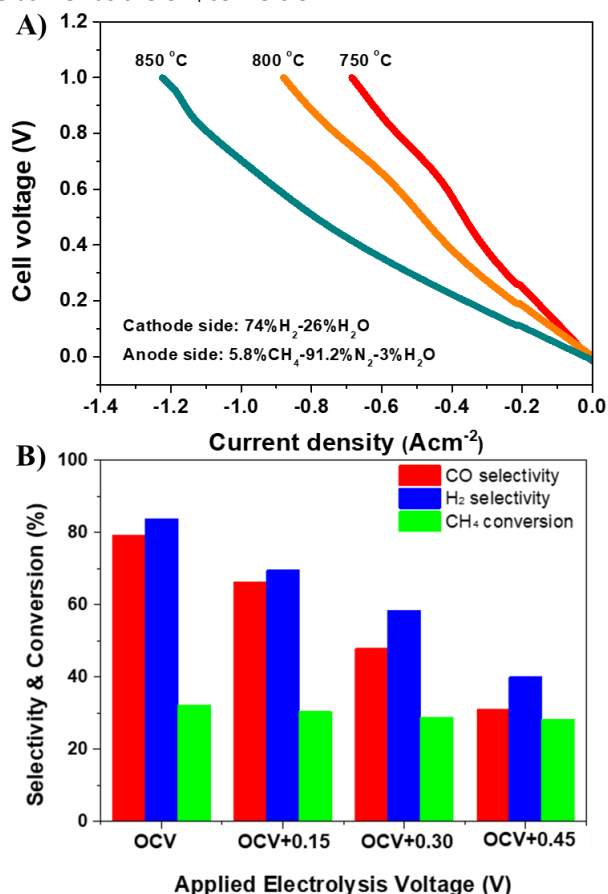 A)
850 °C
800 °C
750 °C
Cell voltage (V)
1.2
1.0
0.8
0.6
0.4
0.2
0.0
Cathode side: 74%H2-26%H2O
Anode side: 5.8%CH4-91.2%N2-3%H2O
-1.4 -1.2 -1.0 -0.8 -0.6 -0.4 -0.2 0.0
Current density (Acm-2)
B)
CO selectivity
H2 selectivity
CH4 conversion
Selectivity & Conversion (%)
100
80
60
40
20
0
OCV OCV+0.15 OCV+0.30 OCV+0.45
Applied Electrolysis Voltage (V)